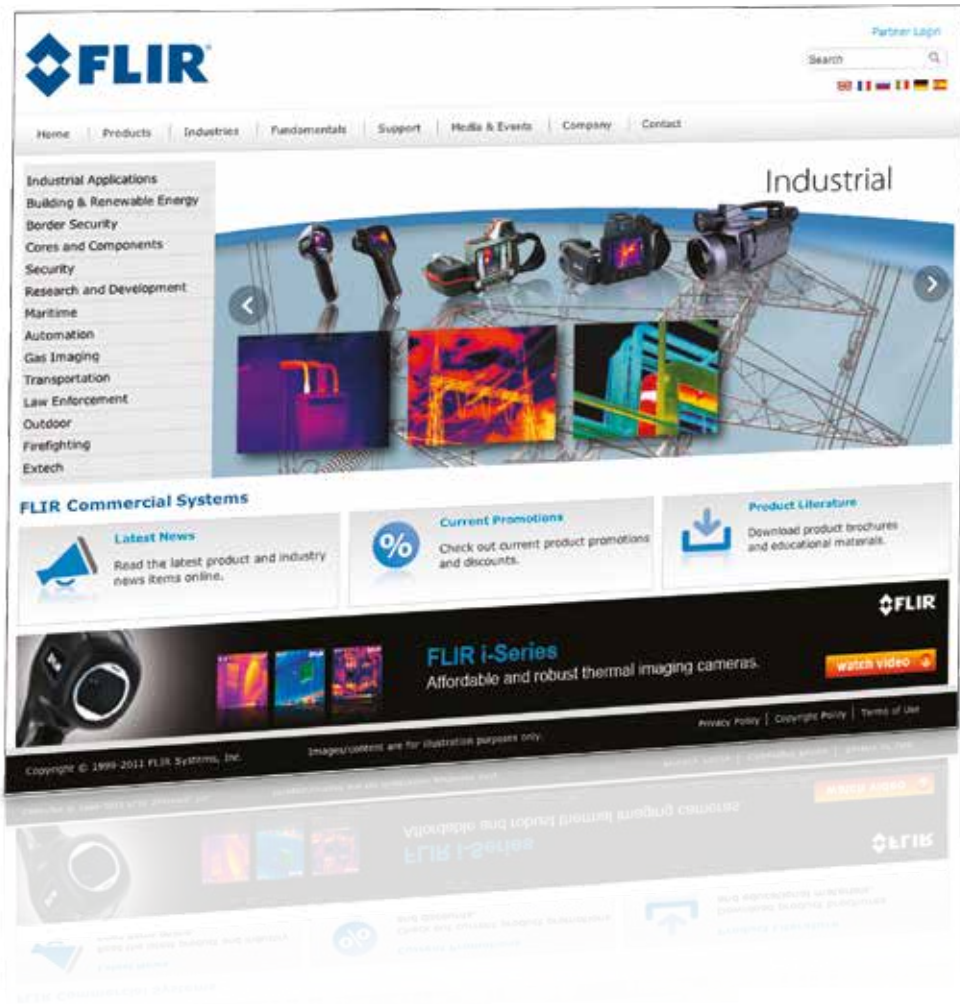 FLIR
Partner Login
Search
Home | Products | Industries | Fundamentals | Support | Media & Events | Company | Contact
Industrial Applications
Building & Renewable Energy
Border Security
Cores and Components
Security
Research and Development
Maritime
Automation
Gas Imaging
Transportation
Law Enforcement
Outdoor
Firefighting
Extech
Industrial
FLIR Commercial Systems
Latest News
Read the latest product and industry
news items online.
Current Promotions
Check out current product promotions
and discounts.
Product Literature
Download product brochures
and educational materials.
FLIR
FLIR i-Series
Affordable and robust thermal imaging cameras.
watch video
Copyright © 1999-2011 FLIR Systems, Inc.
Images/content are for illustration purposes only.
Privacy Policy | Copyright Policy | Terms of Use